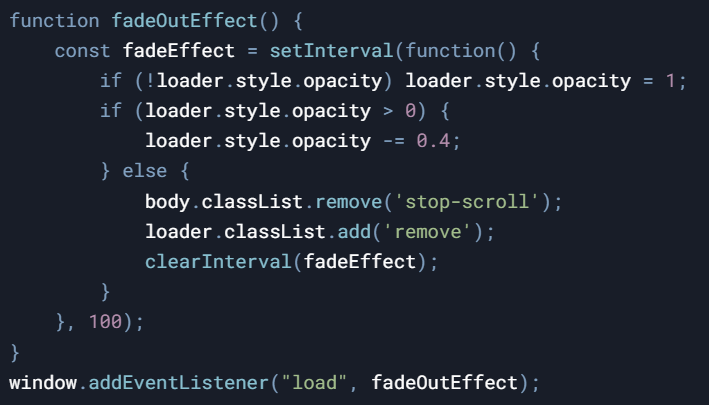 function fadeOutEffect() {
    const fadeEffect = setInterval(function() {
        if (!loader.style.opacity) loader.style.opacity = 1;
        if (loader.style.opacity > 0) {
            loader.style.opacity -= 0.4;
        } else {
            body.classList.remove('stop-scroll');
            loader.classList.add('remove');
            clearInterval(fadeEffect);
        }
    }, 100);
}
window.addEventListener("load", fadeOutEffect);